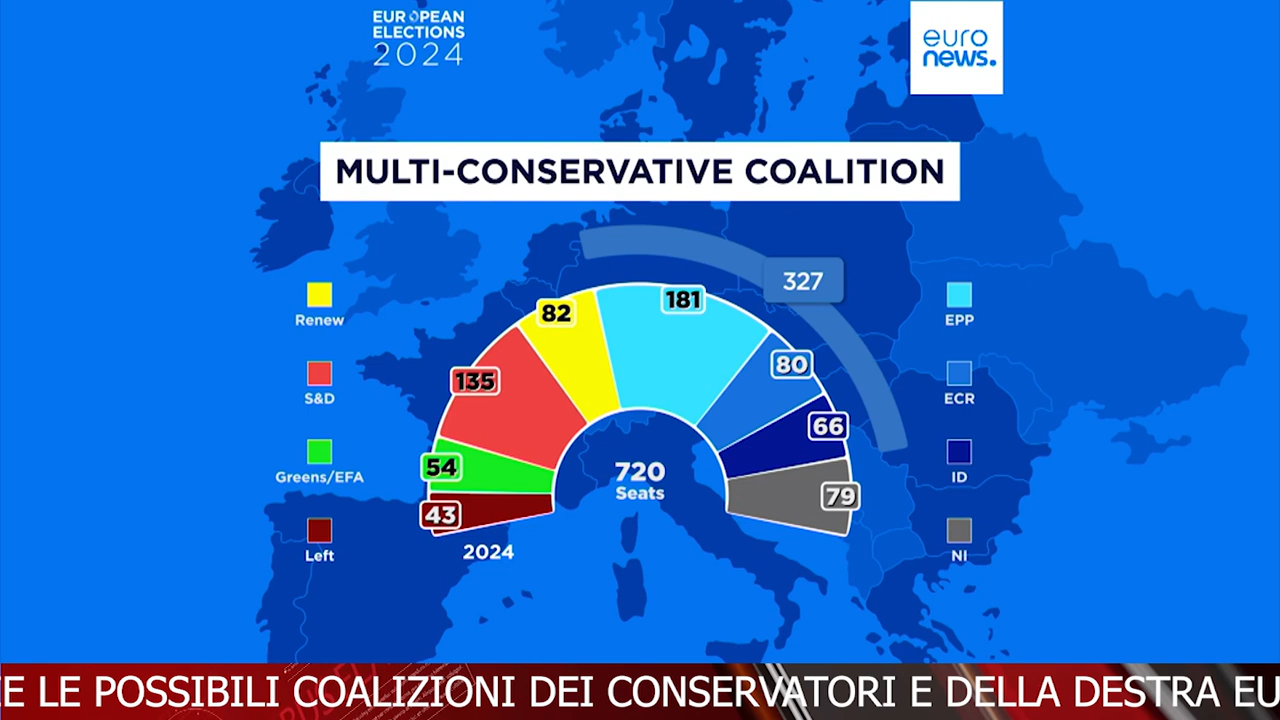 EUROPEAN
ELECTIONS
2024
euro
news.
MULTI-CONSERVATIVE COALITION
327
Renew
S&D
Greens/EFA
Left
82
181
135
80
66
54
79
43
720
Seats
2024
EPP
ECR
ID
NI
E LE POSSIBILI COALIZIONI DEI CONSERVATORI E DELLA DESTRA EU